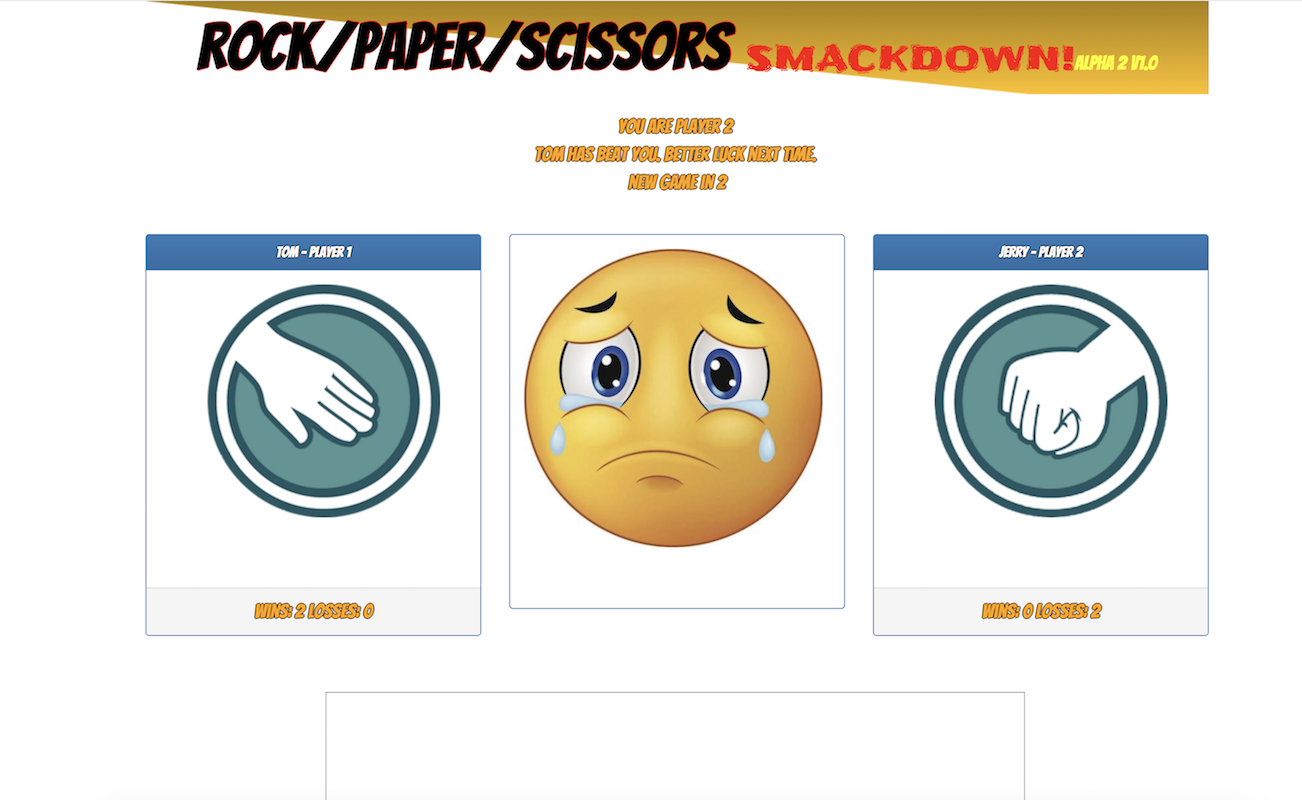 ROCK/PAPER/SCISSORS SMACKDOWN! ALPHA 2 V1.0
YOU ARE PLAYER 2
TOM HAS BEAT YOU. BETTER LUCK NEXT TIME.
NEW GAME IN 2
TOM - PLAYER 1
JERRY - PLAYER 2
WINS: 2 LOSSES: 0
WINS: 0 LOSSES: 2